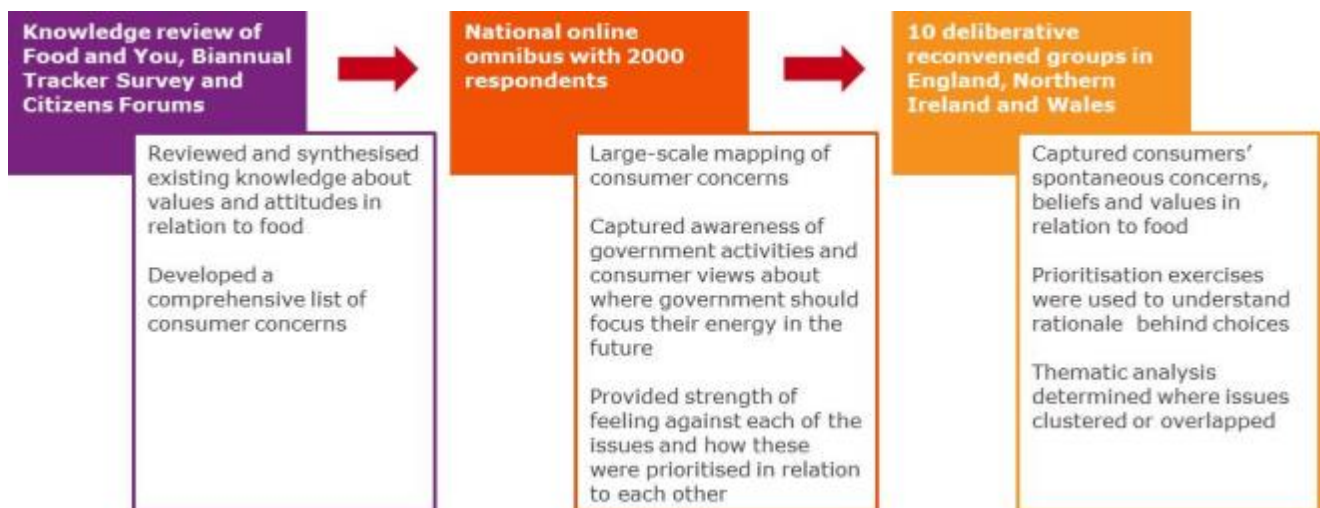 Knowledge review of
Food and You, Biannual
Tracker Survey and
Citizens Forums
Reviewed and synthesised
existing knowledge about
values and attitudes in
relation to food
Developed a
comprehensive list of
consumer concerns
National online
omnibus with 2000
respondents
Large-scale mapping of
consumer concerns
Captured awareness of
government activities and
consumer views about
where government should
focus their energy in the
future
Provided strength of
feeling against each of the
issues and how these
were prioritised in relation
to each other
10 deliberative
reconvened groups in
England, Northern
Ireland and Wales
Captured consumers’
spontaneous concerns,
beliefs and values in
relation to food
Prioritisation exercises
were used to understand
rationale behind choices
Thematic analysis
determined where issues
clustered or overlapped